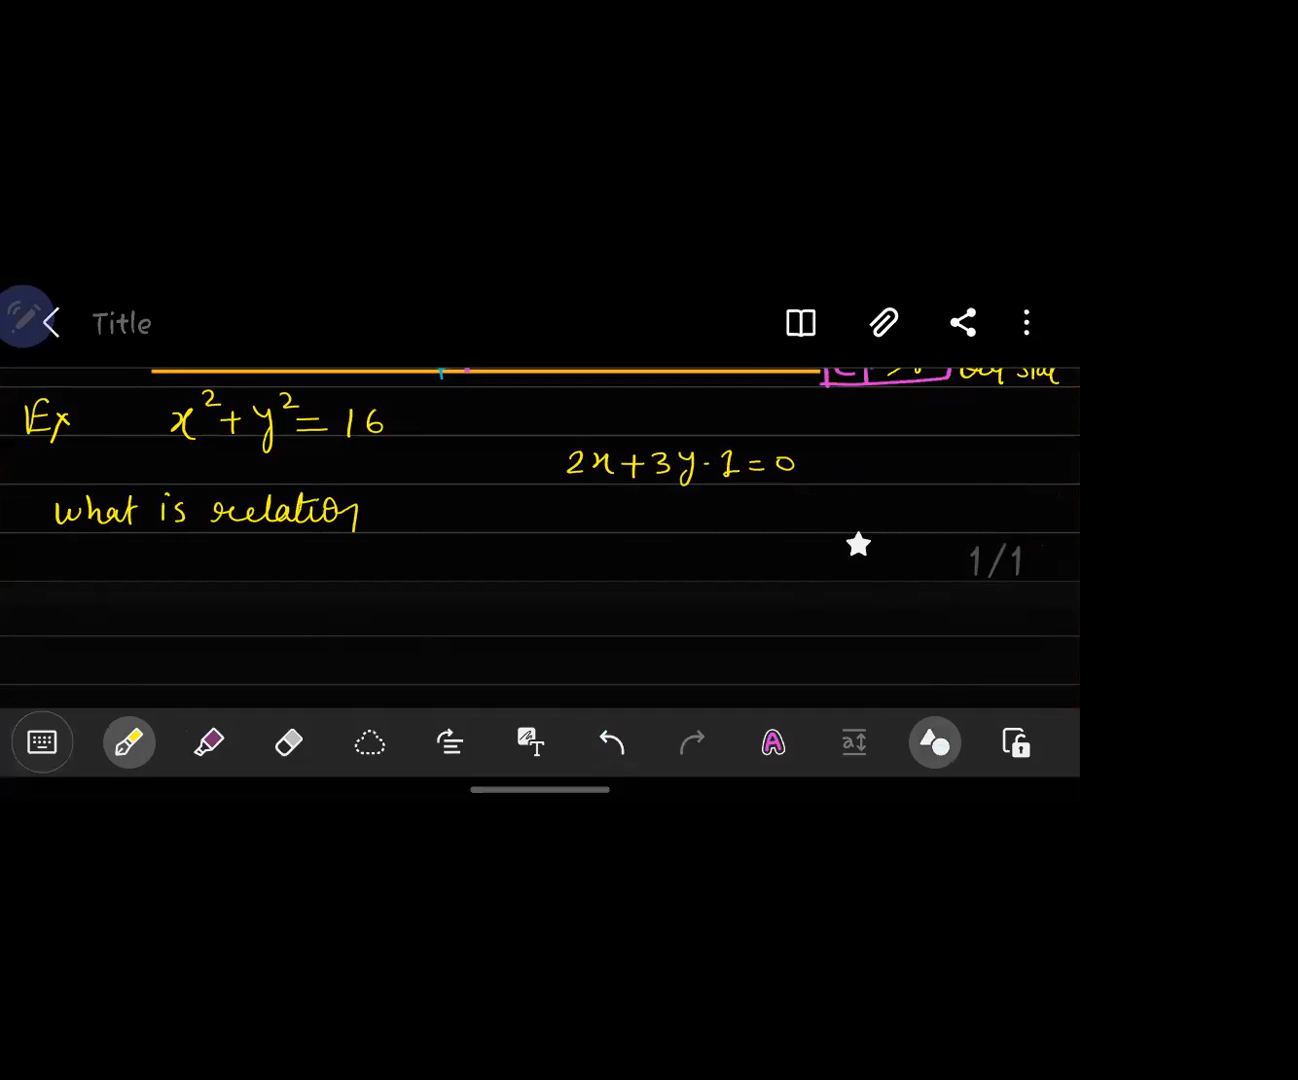 Title
Ex x² + y² = 16
2x + 3y · 1 = 0
what is relation
1/1